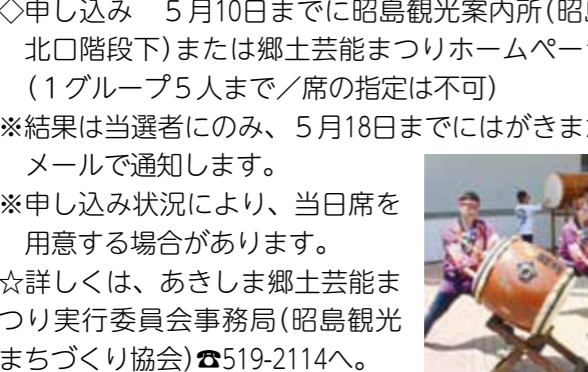 ◇申し込み　５月10日までに昭島観光案内所(昭島
北口階段下)または郷土芸能まつりホームペー
(１グループ５人まで／席の指定は不可)
※結果は当選者にのみ、５月18日までにはがきまた
メールで通知します。
※申し込み状況により、当日席を
用意する場合があります。
☆詳しくは、あきしま郷土芸能ま
つり実行委員会事務局(昭島観光
まちづくり協会)☎519-2114へ。